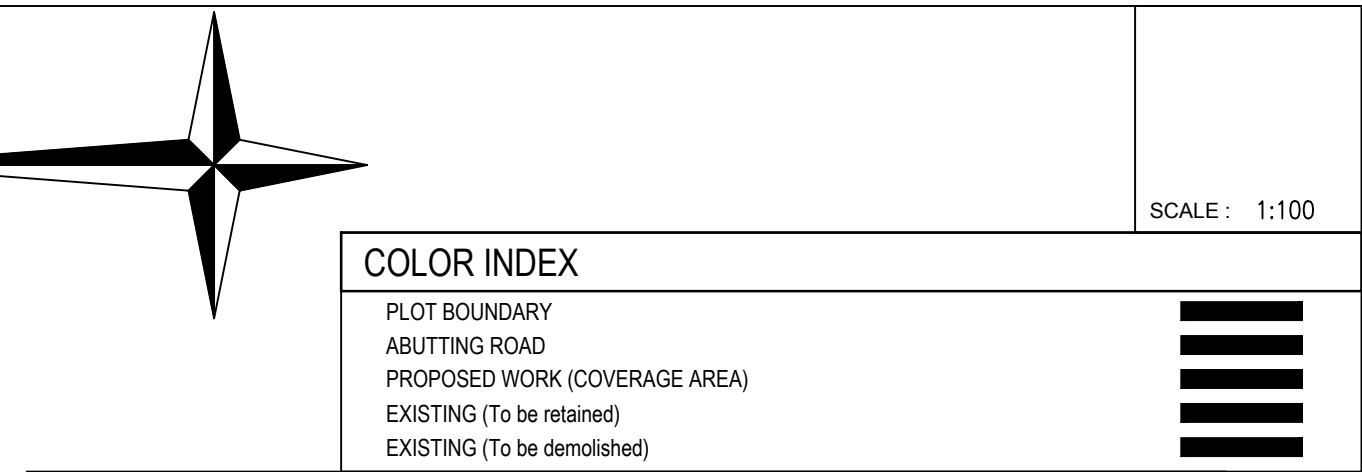 SCALE : 1:100
COLOR INDEX
PLOT BOUNDARY
ABUTTING ROAD
PROPOSED WORK (COVERAGE AREA)
EXISTING (To be retained)
EXISTING (To be demolished)